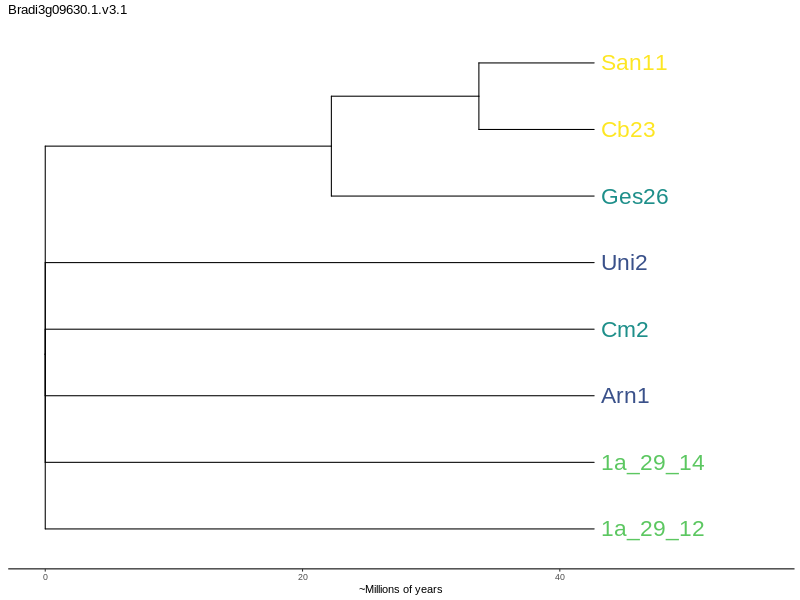 Bradi3g09630.1.v3.1
San11
Cb23
Ges26
Uni2
Cm2
Arn1
1a_29_14
1a_29_12
0 20 40
~Millions of years